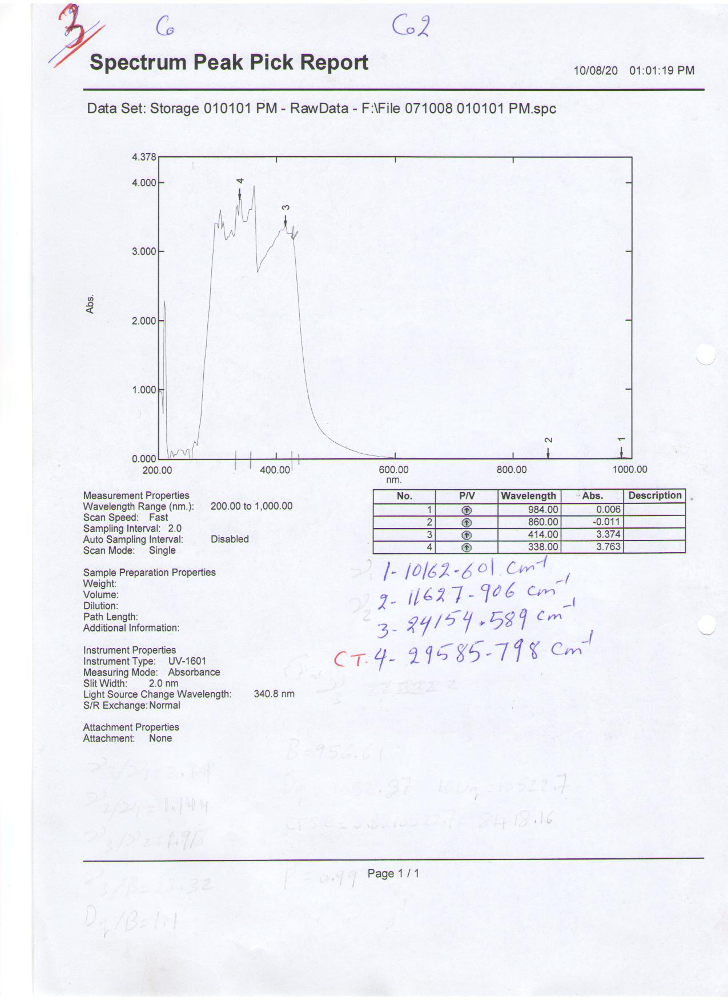 3 Co Co2
Spectrum Peak Pick Report
10/08/20 01:01:19 PM
Data Set: Storage 010101 PM - RawData - F:\File 071008 010101 PM.spc
4.378
4.000
3.000
2.000
1.000
0.000
Abs.
4
3
2
1
200.00 400.00 600.00 800.00 1000.00
nm.
Measurement Properties
Wavelength Range (nm.): 200.00 to 1,000.00
Scan Speed: Fast
Sampling Interval: 2.0
Auto Sampling Interval: Disabled
Scan Mode: Single
No. P/V Wavelength Abs. Description
1 984.00 0.006
2 860.00 -0.011
3 414.00 3.374
4 338.00 3.763
Sample Preparation Properties
Weight:
Volume:
Dilution:
Path Length:
Additional Information:
1- 10162-601 cm-1
2- 11627-906 cm-1
3- 24154.589 cm-1
CT. 4- 29585-798 cm-1
Instrument Properties
Instrument Type: UV-1601
Measuring Mode: Absorbance
Slit Width: 2.0 nm
Light Source Change Wavelength: 340.8 nm
S/R Exchange: Normal
Attachment Properties
Attachment: None
B=956.61
10Dq=10522.7
8418.16
Page 1 / 1
Dq/B=1.1